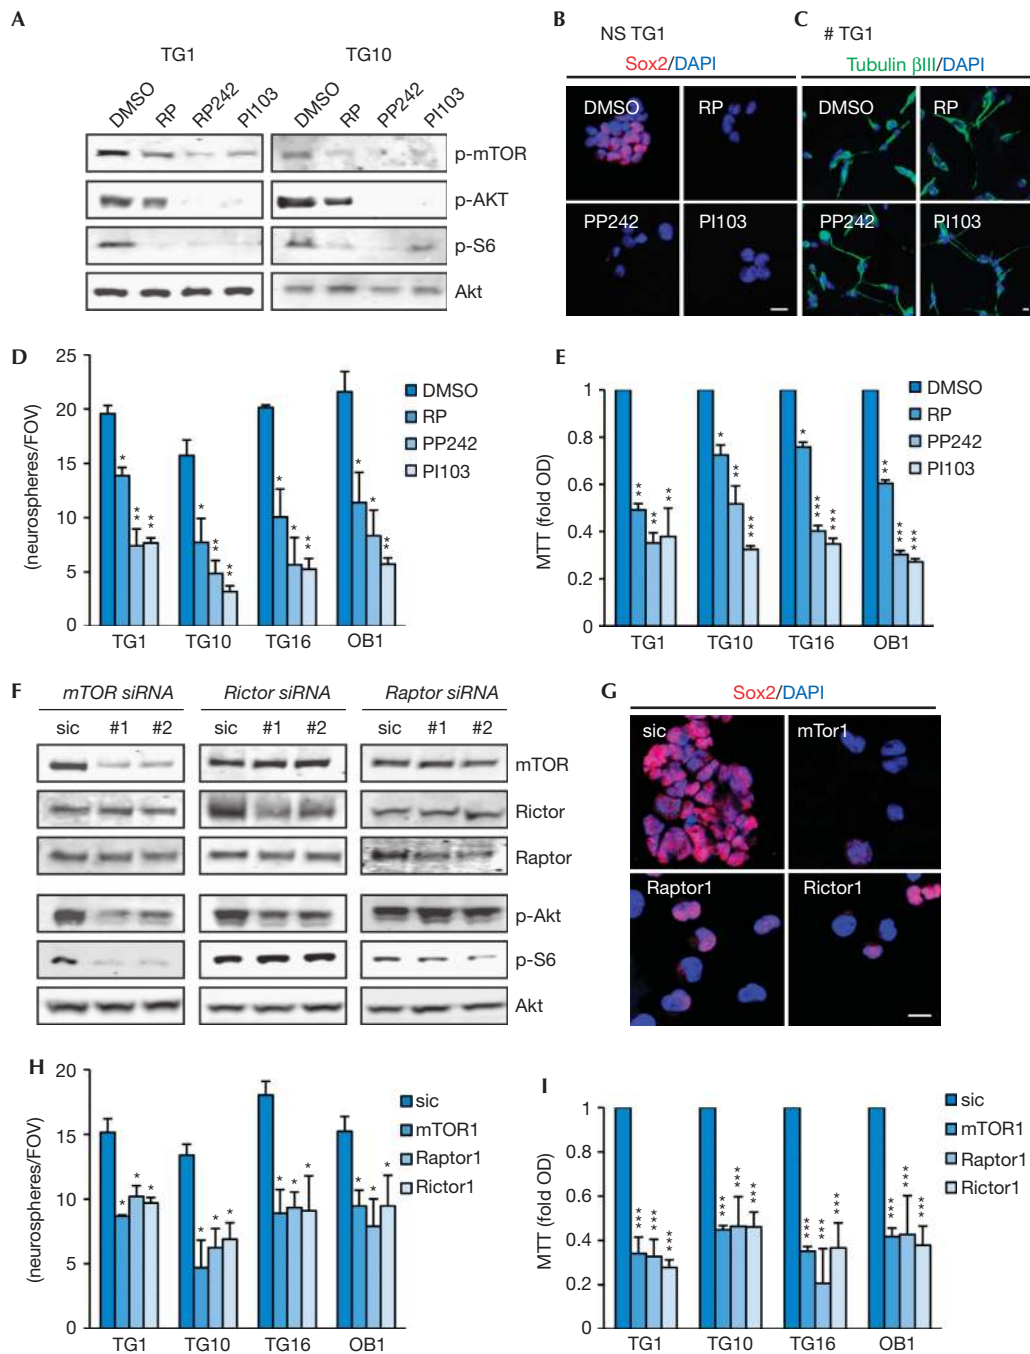 A
TG1 TG10
DMSO RP RP242 PI103 DMSO RP PP242 PI103
p-mTOR
p-AKT
p-S6
Akt
B NS TG1
Sox2/DAPI
DMSO RP
PP242 PI103
C # TG1
Tubulin βIII/DAPI
DMSO RP
PP242 PI103
D
(neurospheres/FOV)
25
20
15
10
5
0
* ** ** * ** ** * * ** * * **
TG1 TG10 TG16 OB1
DMSO
RP
PP242
PI103
E
MTT (fold OD)
1
0.8
0.6
0.4
0.2
0
** ** ** * ** *** * *** *** ** *** ***
TG1 TG10 TG16 OB1
DMSO
RP
PP242
PI103
F
mTOR siRNA Rictor siRNA Raptor siRNA
sic #1 #2 sic #1 #2 sic #1 #2
mTOR
Rictor
Raptor
p-Akt
p-S6
Akt
G
Sox2/DAPI
sic mTor1
Raptor1 Rictor1
H
(neurospheres/FOV)
20
15
10
5
0
* * * * * * * * * * * *
TG1 TG10 TG16 OB1
sic
mTOR1
Raptor1
Rictor1
I
MTT (fold OD)
1
0.8
0.6
0.4
0.2
0
*** *** *** *** *** *** *** *** *** *** *** ***
TG1 TG10 TG16 OB1
sic
mTOR1
Raptor1
Rictor1